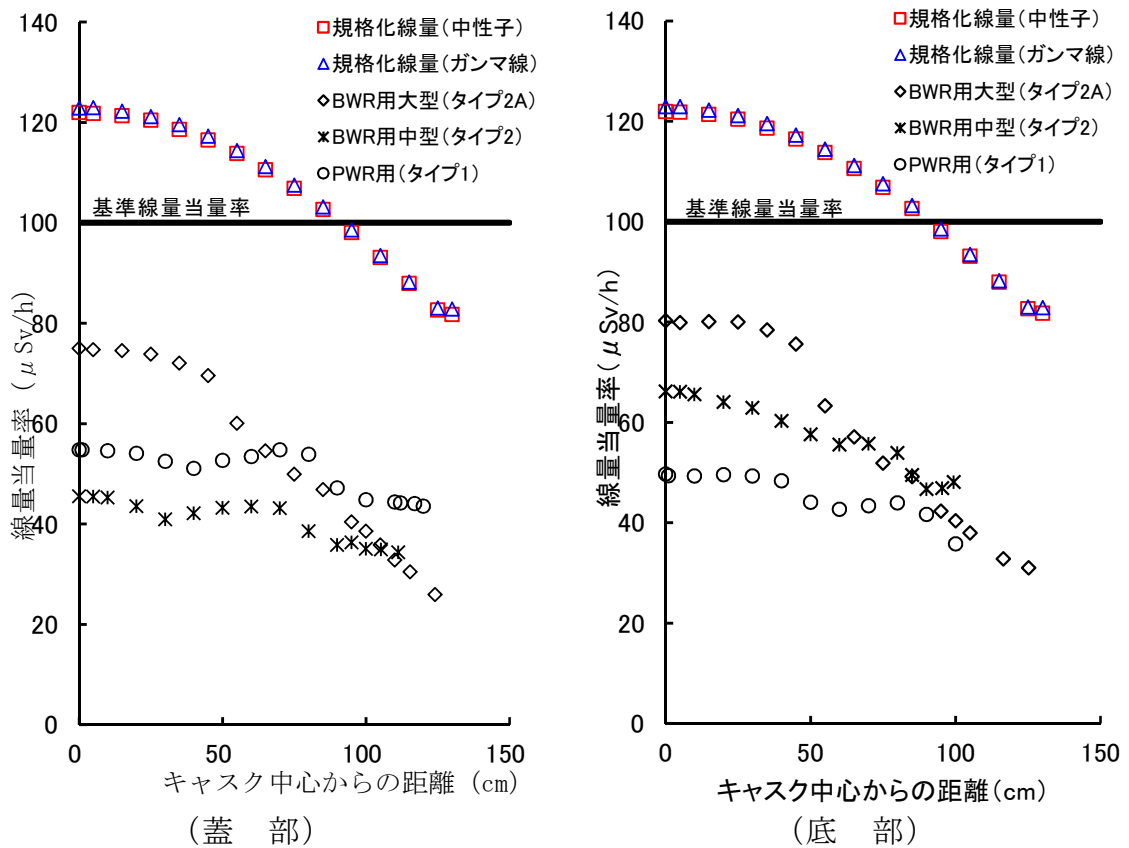 140
120
100
80
60
40
20
0
線量当量率 (μSv/h)
規格化線量(中性子)
規格化線量(ガンマ線)
BWR用大型(タイプ2A)
BWR用中型(タイプ2)
PWR用(タイプ1)
基準線量当量率
0 50 100 150
キャスク中心からの距離 (cm)
(蓋 部)
140
120
100
80
60
40
20
0
線量当量率(μSv/h)
規格化線量(中性子)
規格化線量(ガンマ線)
BWR用大型(タイプ2A)
BWR用中型(タイプ2)
PWR用(タイプ1)
基準線量当量率
0 50 100 150
キャスク中心からの距離(cm)
(底 部)